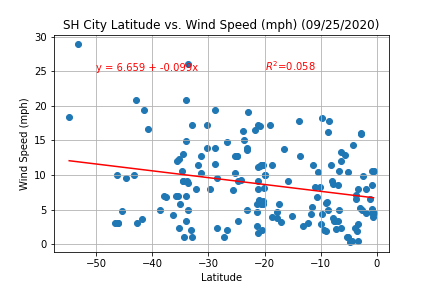 SH City Latitude vs. Wind Speed (mph) (09/25/2020)
30
y = 6.659 + -0.099x
R²=0.058
25
20
15
10
5
0
Wind Speed (mph)
−50 −40 −30 −20 −10 0
Latitude